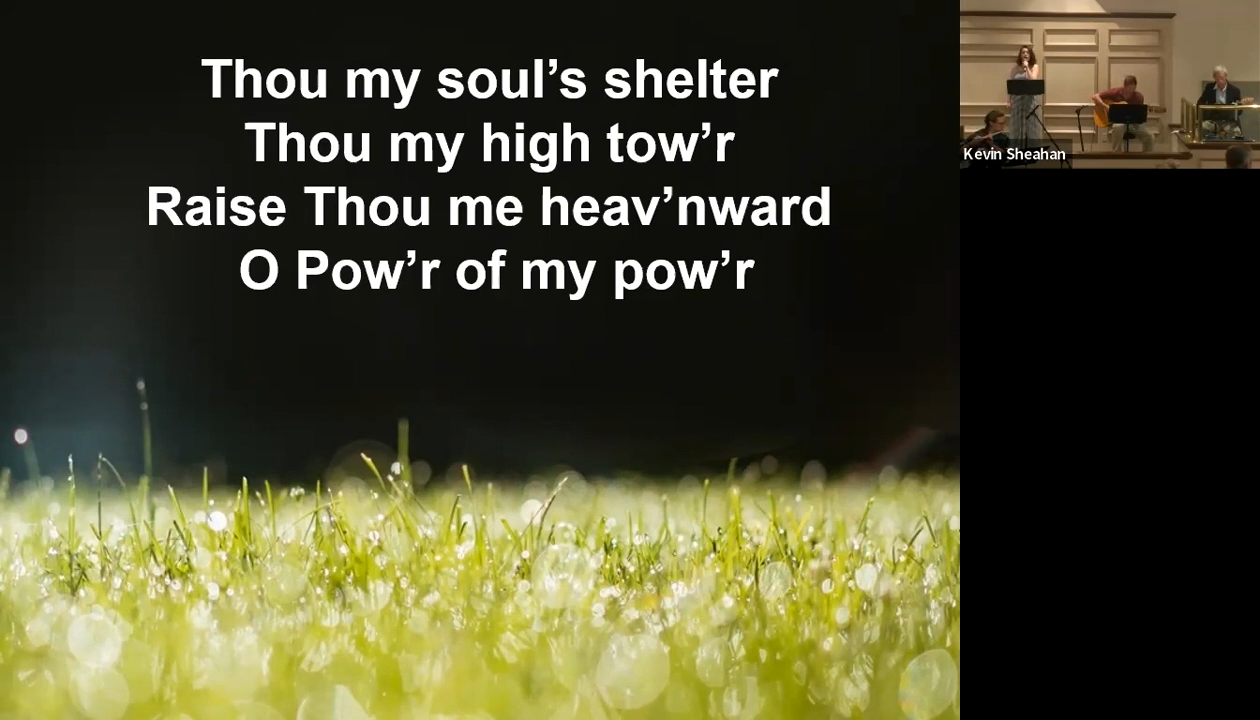 Thou my soul’s shelter
Thou my high tow’r
Raise Thou me heav’nward
O Pow’r of my pow’r
Kevin Sheahan